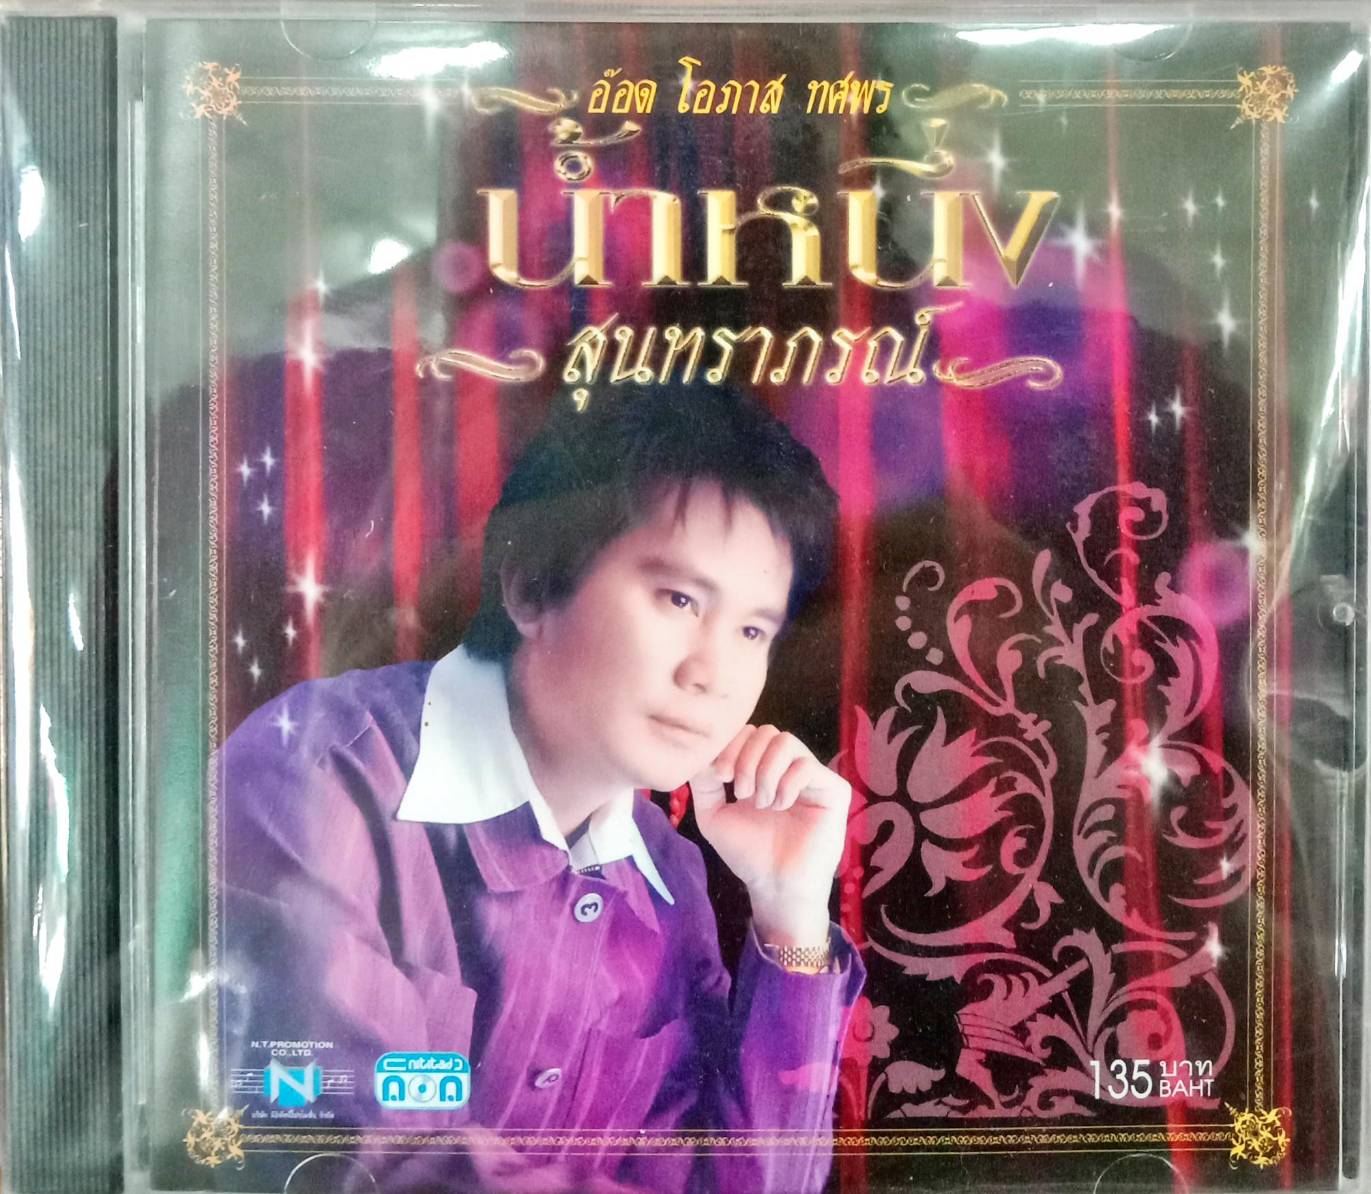 อ๊อด โอภาส ทศพร
น้ำหนึ่ง
สุนทราภรณ์
3
N.T.PROMOTION
CO.,LTD.
N
135 บาท
BAHT